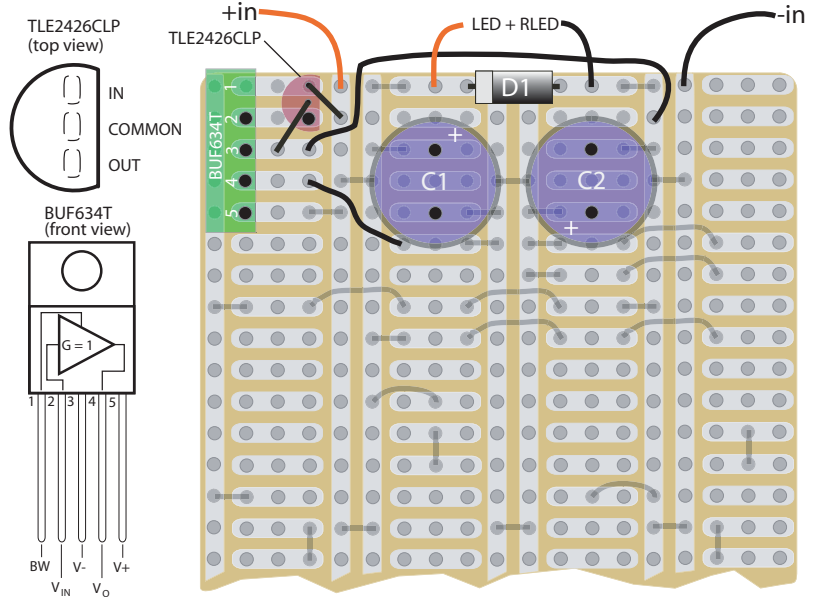 TLE2426CLP
(top view)
IN
COMMON
OUT
BUF634T
(front view)
G = 1
1 2 3 4 5
BW V- V+
VIN VO
+in
TLE2426CLP
LED + RLED
-in
BUF634T
1
2
3
4
5
D1
+
C1
C2
+